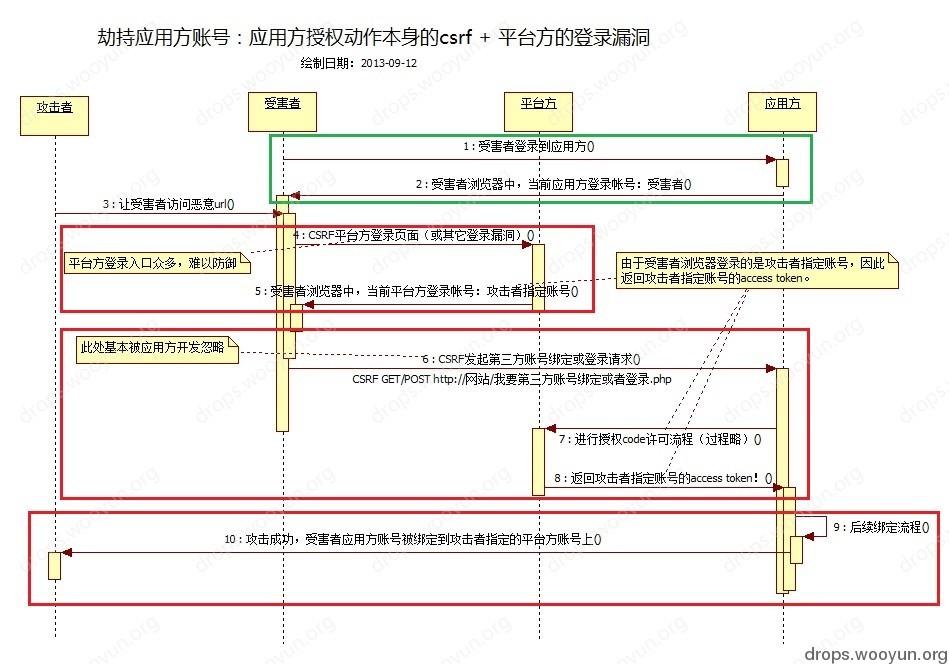 劫持应用方账号：应用方授权动作本身的csrf + 平台方的登录漏洞
绘制日期：2013-09-12
攻击者
受害者
平台方
应用方
1：受害者登录到应用方()
2：受害者浏览器中，当前应用方登录帐号：受害者()
3：让受害者访问恶意url()
4：CSRF平台方登录页面（或其它登录漏洞）()
平台方登录入口众多，难以防御
由于受害者浏览器登录的是攻击者指定账号，因此
返回攻击者指定账号的access token。
5：受害者浏览器中，当前平台方登录帐号：攻击者指定账号()
此处基本被应用方开发忽略
6：CSRF发起第三方账号绑定或登录请求()
CSRF GET/POST http://网站/我要第三方账号绑定或者登录.php
7：进行授权code许可流程（过程略）()
8：返回攻击者指定账号的access token！()
9：后续绑定流程()
10：攻击成功，受害者应用方账号被绑定到攻击者指定的平台方账号上()
drops.wooyun.org